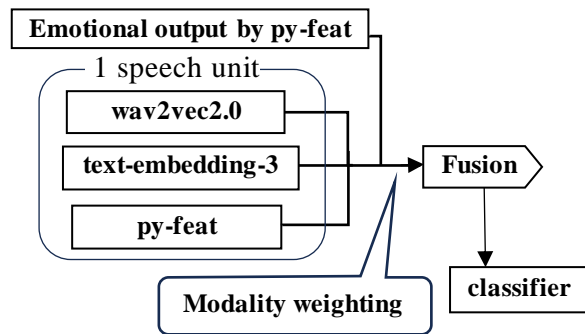 Emotional output by py-feat
1 speech unit
wav2vec2.0
text-embedding-3
Fusion
py-feat
classifier
Modality weighting